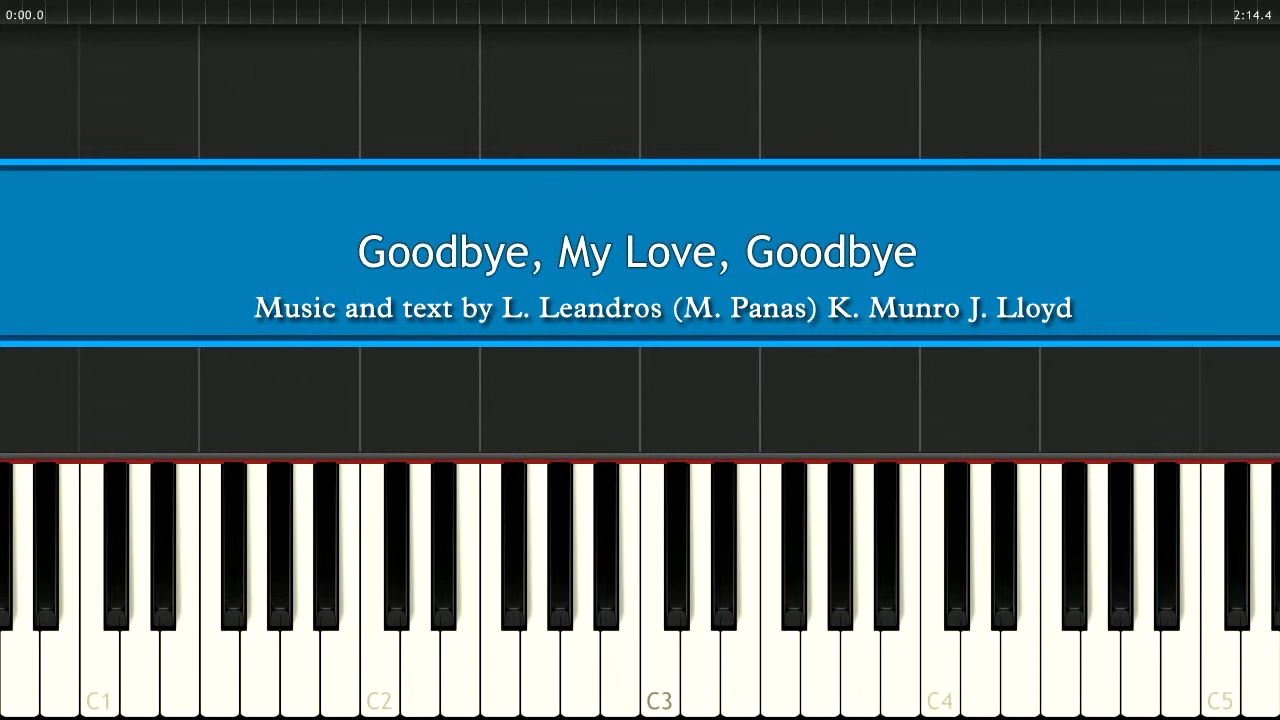 0:00.0 2:14.4
Goodbye, My Love, Goodbye
Music and text by L. Leandros (M. Panas) K. Munro J. Lloyd
C1 C2 C3 C4 C5